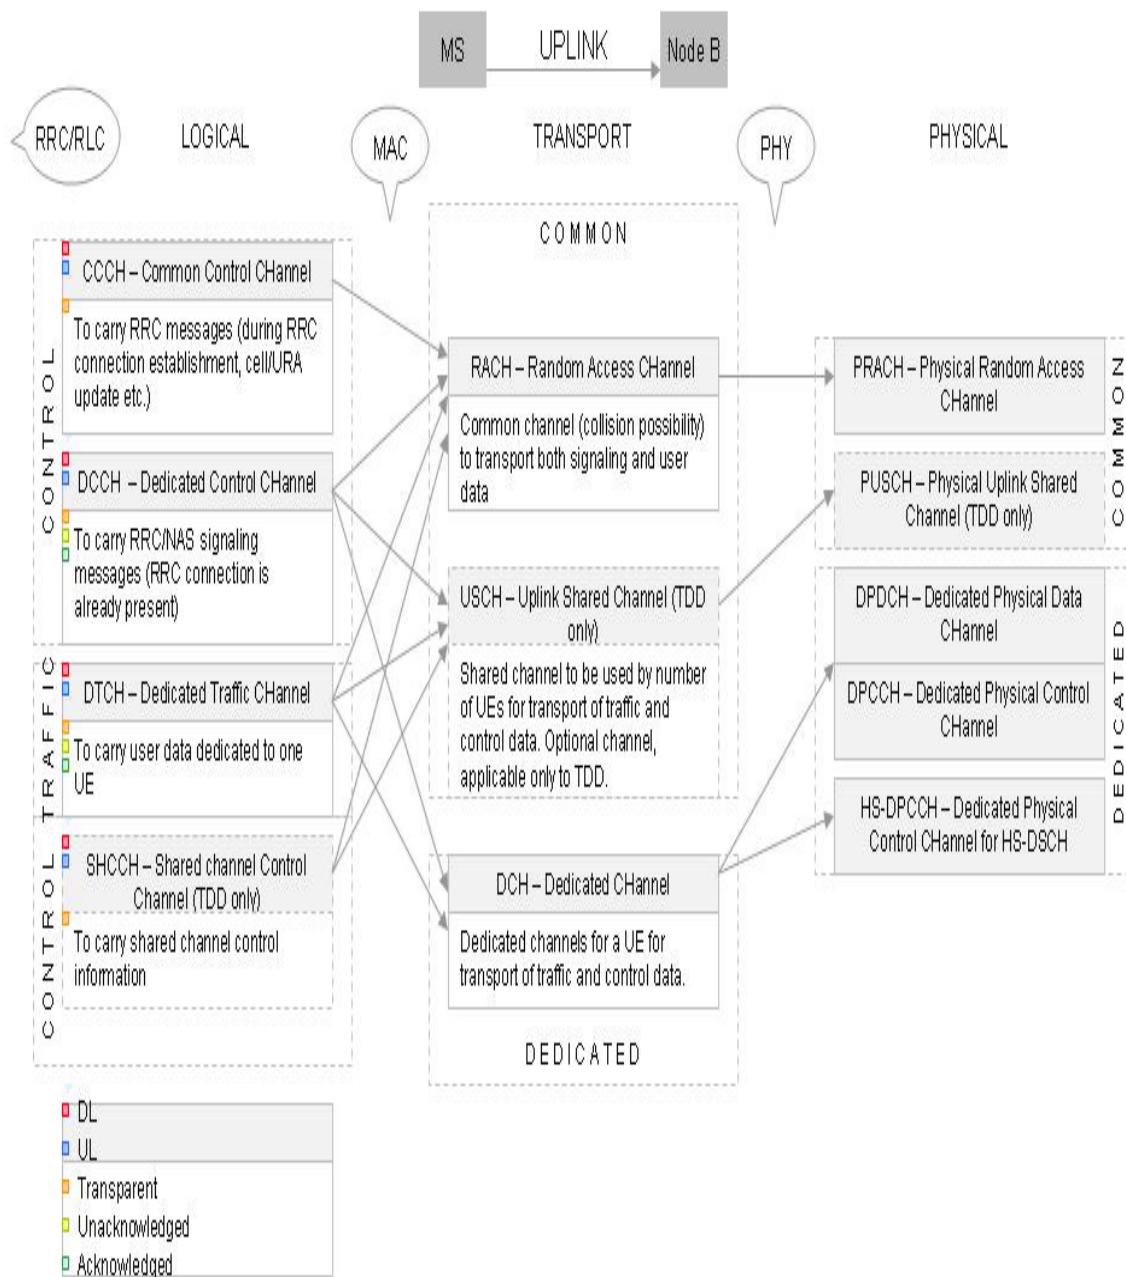 MS
UPLINK
Node B
RRC/RLC
LOGICAL
MAC
TRANSPORT
PHY
PHYSICAL
CONTROL
CCCH – Common Control CHannel
To carry RRC messages (during RRC
connection establishment, cell/URA
update etc.)
DCCH – Dedicated Control CHannel
To carry RRC/NAS signaling
messages (RRC connection is
already present)
TRAFFIC
DTCH – Dedicated Traffic CHannel
To carry user data dedicated to one
UE
CONTROL
SHCCH – Shared channel Control
Channel (TDD only)
To carry shared channel control
information
COMMON
RACH – Random Access CHannel
Common channel (collision possibility)
to transport both signaling and user
data
USCH – Uplink Shared Channel (TDD
only)
Shared channel to be used by number
of UEs for transport of traffic and
control data. Optional channel,
applicable only to TDD.
DCH – Dedicated CHannel
Dedicated channels for a UE for
transport of traffic and control data.
DEDICATED
PRACH – Physical Random Access
CHannel
PUSCH – Physical Uplink Shared
Channel (TDD only)
COMMON
DPDCH – Dedicated Physical Data
Channel
DPCCH – Dedicated Physical Control
Channel
HS-DPCCH – Dedicated Physical
Control CHannel for HS-DSCH
DEDICATED
DL
UL
Transparent
Unacknowledged
Acknowledged